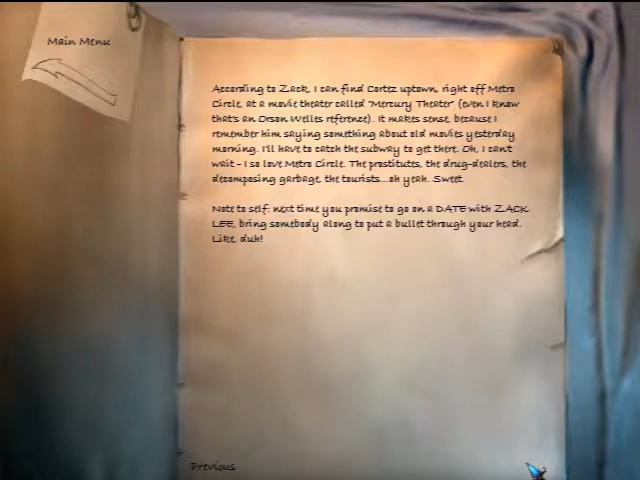 Main Menu
According to Zack, I can find Cortez uptown, right off Metro
Circle, at a movie theater called "Mercury Theater" (even I know
that's an Orson Welles reference). It makes sense, because I
remember him saying something about old movies yesterday
morning. I'll have to catch the subway to get there. Oh, I can't
wait - I so love Metro Circle. The prostitutes, the drug-dealers, the
decomposing garbage, the tourists...oh yeah. Sweet.
Note to self: next time you promise to go on a DATE with ZACK
LEE, bring somebody along to put a bullet through your head.
Like, duh!
Previous